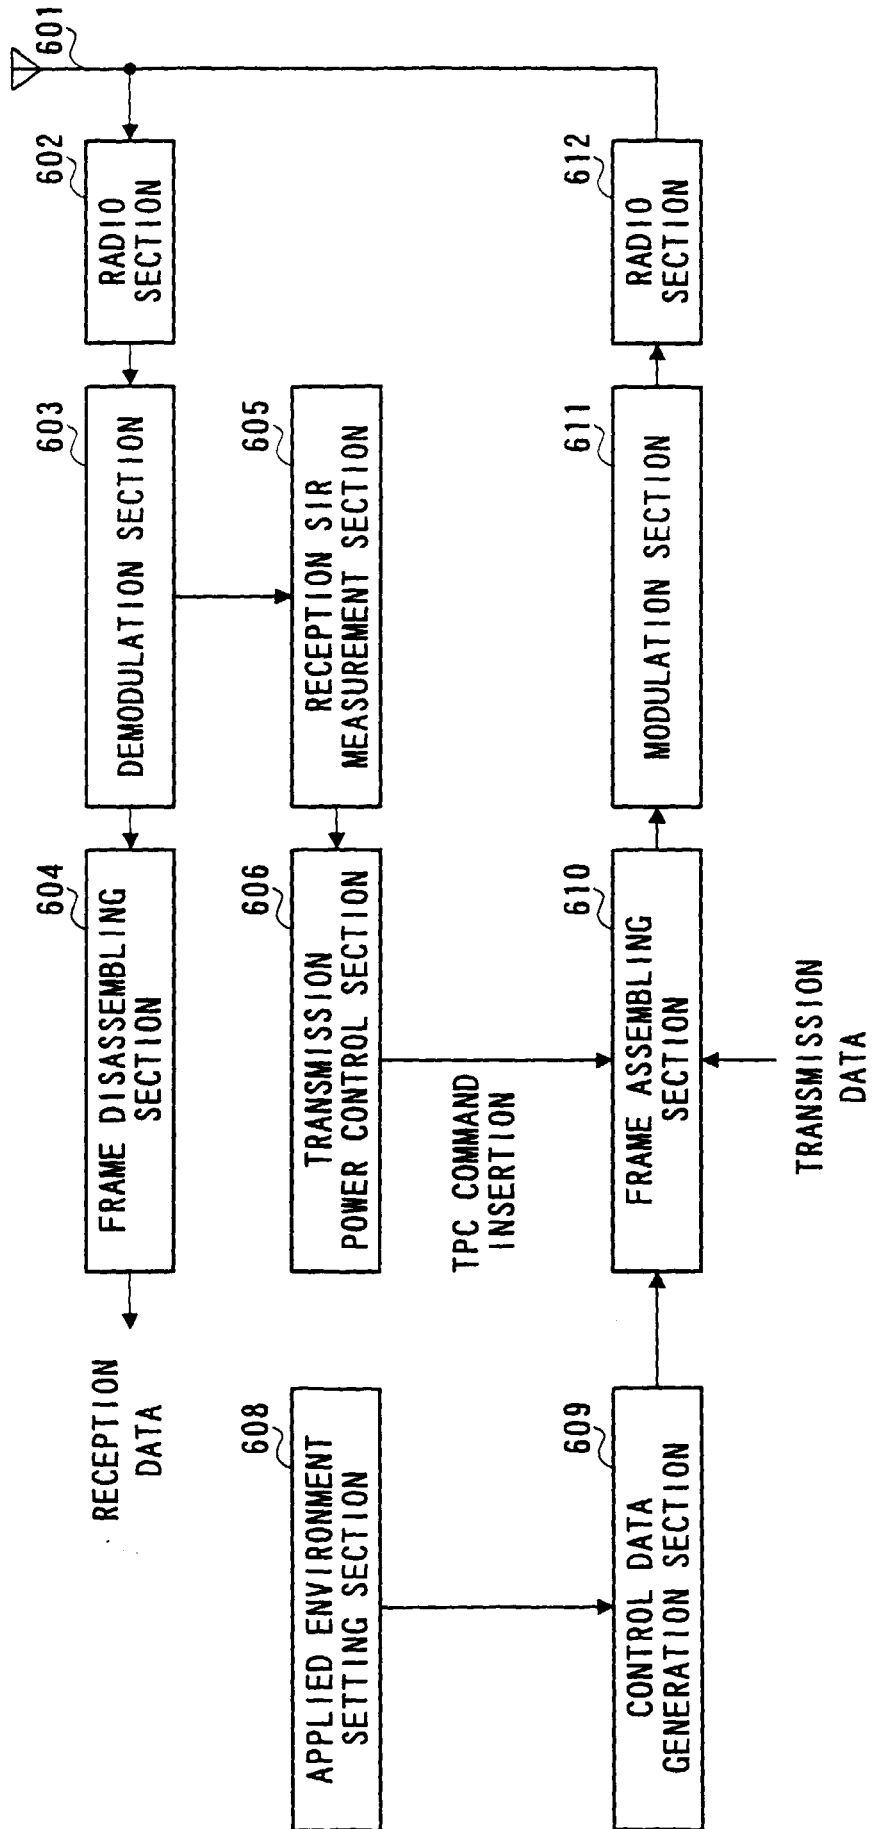 601
602
RADIO
SECTION
603
DEMODULATION SECTION
604
FRAME DISASSEMBLING
SECTION
RECEPTION
DATA
605
RECEPTION SIR
MEASUREMENT SECTION
606
TRANSMISSION
POWER CONTROL SECTION
TPC COMMAND
INSERTION
608
APPLIED ENVIRONMENT
SETTING SECTION
609
CONTROL DATA
GENERATION SECTION
610
FRAME ASSEMBLING
SECTION
TRANSMISSION
DATA
611
MODULATION SECTION
612
RADIO
SECTION